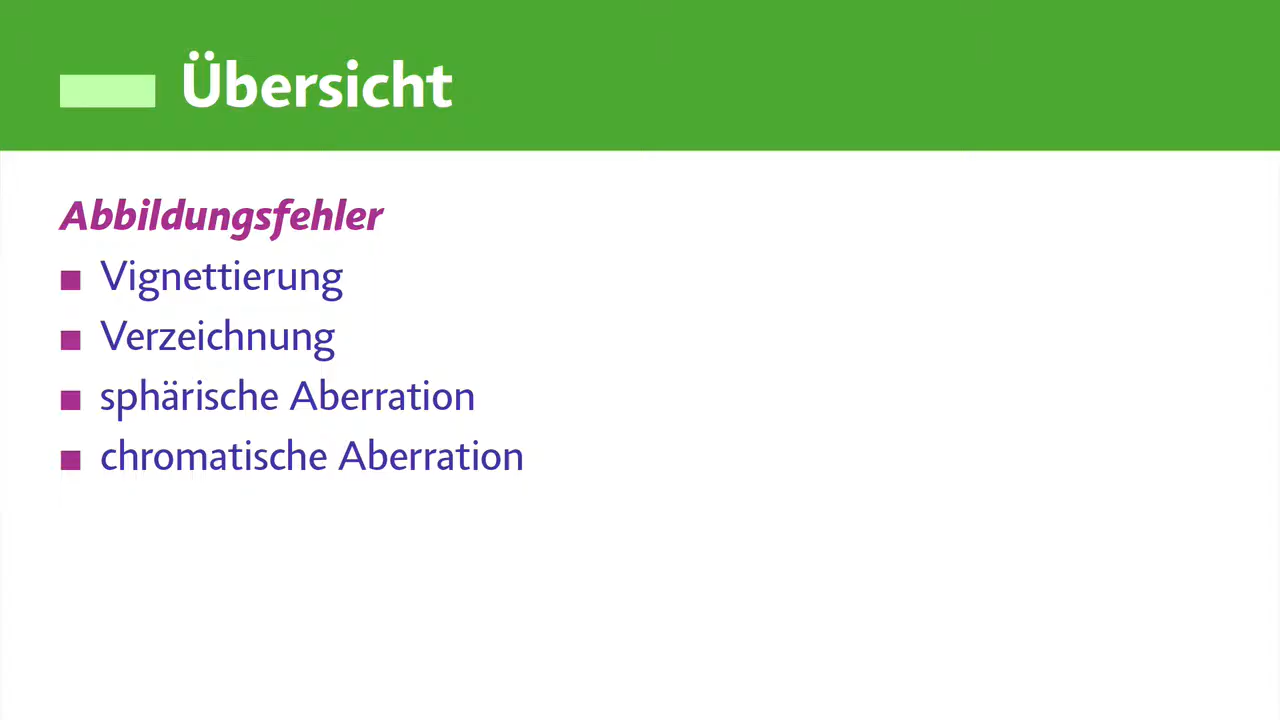 Übersicht
Abbildungsfehler
Vignettierung
Verzeichnung
sphärische Aberration
chromatische Aberration